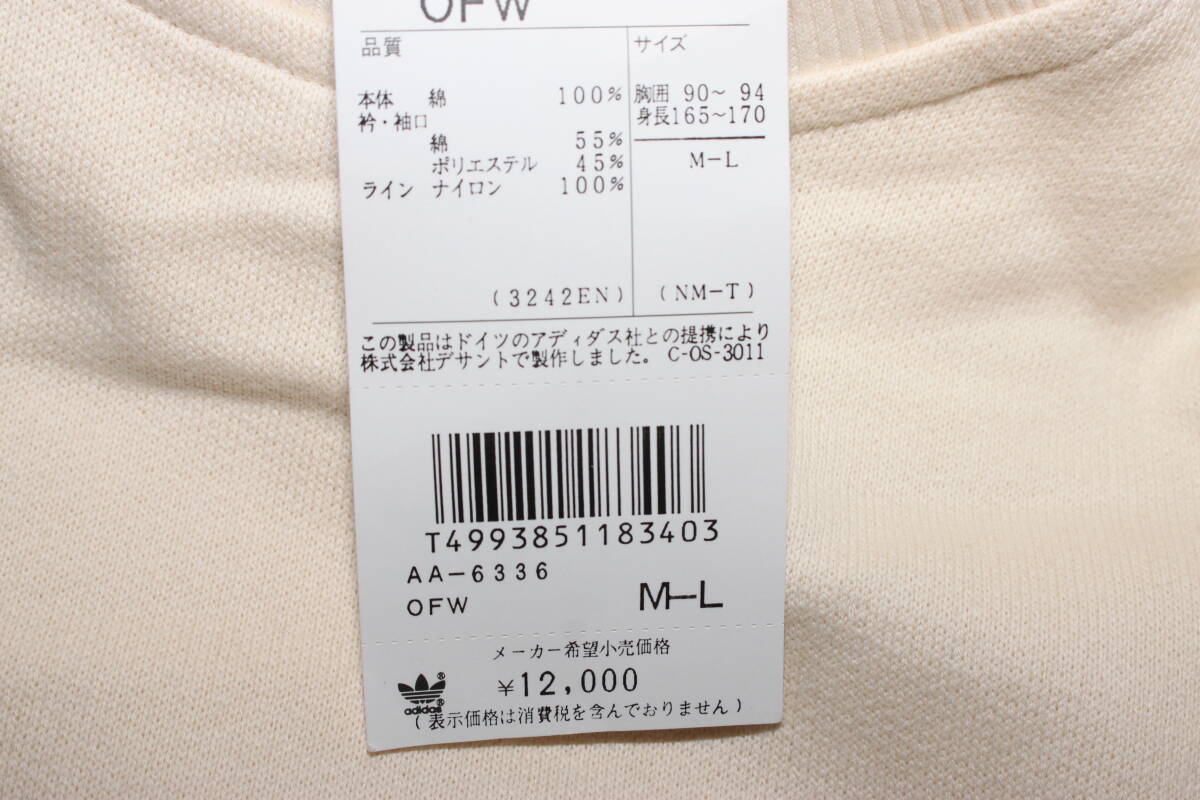 OFW
品質
本体 綿 100%
衿・袖口
綿 55%
ポリエステル 45%
ライン ナイロン 100%
(3242EN)
サイズ
胸囲 90～94
身長165～170
M－L
(NM－T)
この製品はドイツのアディダス社との提携により
株式会社デサントで製作しました。 C-OS-3011
T4993851183403
AA－6336
OFW M－L
メーカー希望小売価格
¥12,000
adidas®
(表示価格は消費税を含んでおりません)